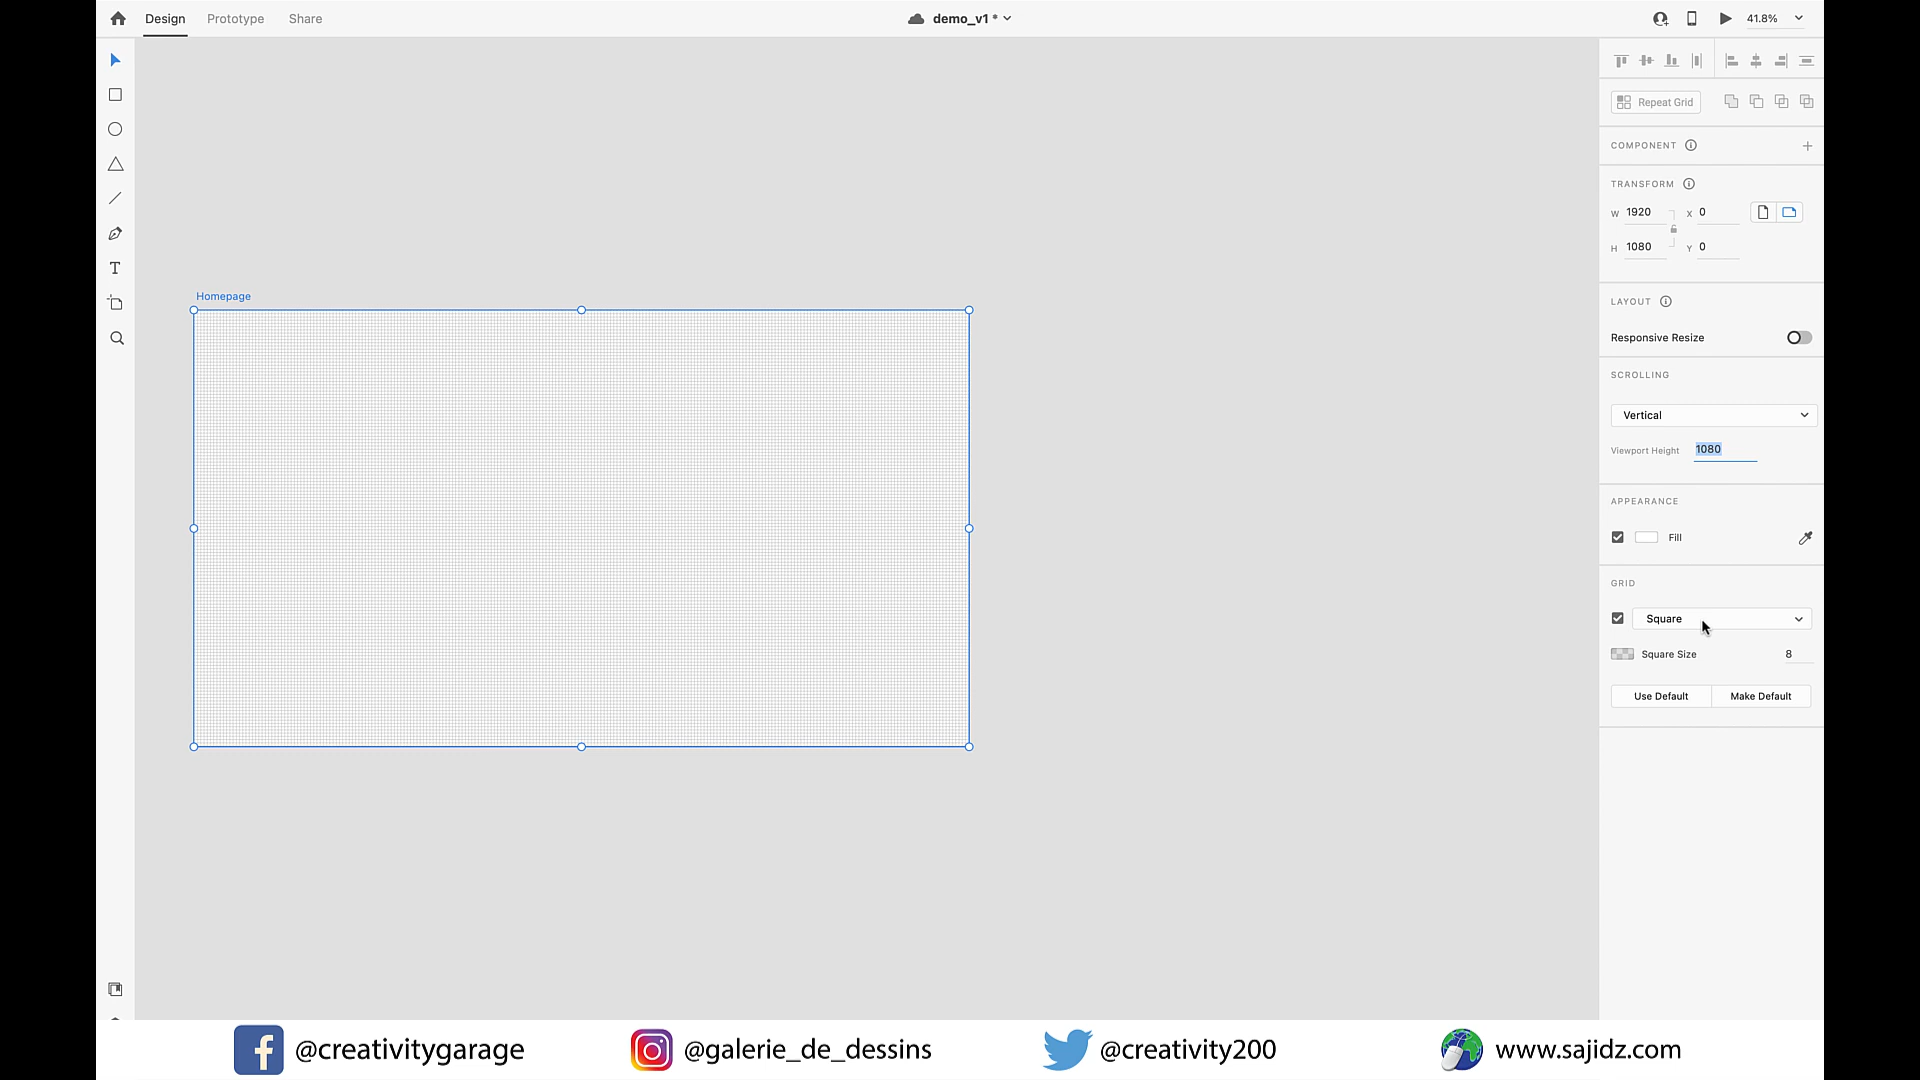 Design Prototype Share demo_v1 * 41.8%
Repeat Grid
COMPONENT
TRANSFORM
W 1920 X 0
H 1080 Y 0
LAYOUT
Responsive Resize
SCROLLING
Vertical
Viewport Height 1080
APPEARANCE
Fill
GRID
Square
Square Size 8
Use Default Make Default
Homepage
@creativitygarage @galerie_de_dessins @creativity200 www.sajidz.com